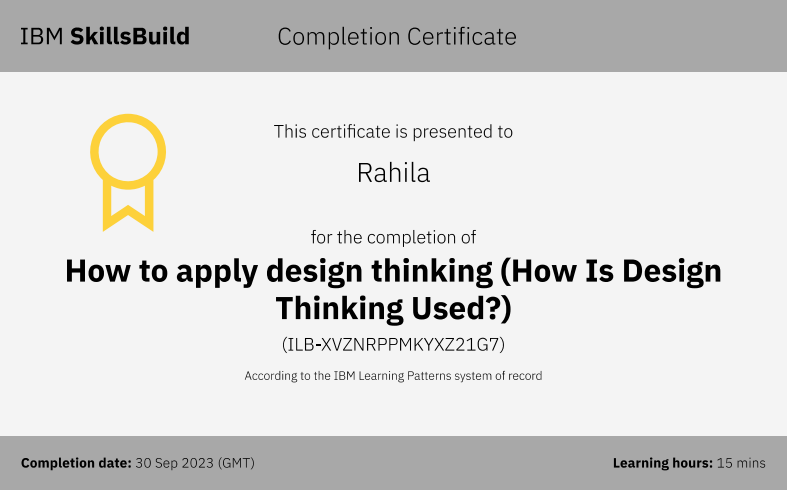 IBM SkillsBuild
Completion Certificate
This certificate is presented to
Rahila
for the completion of
How to apply design thinking (How Is Design
Thinking Used?)
(ILB-XVZNRPPMKYXZ21G7)
According to the IBM Learning Patterns system of record
Completion date: 30 Sep 2023 (GMT)
Learning hours: 15 mins